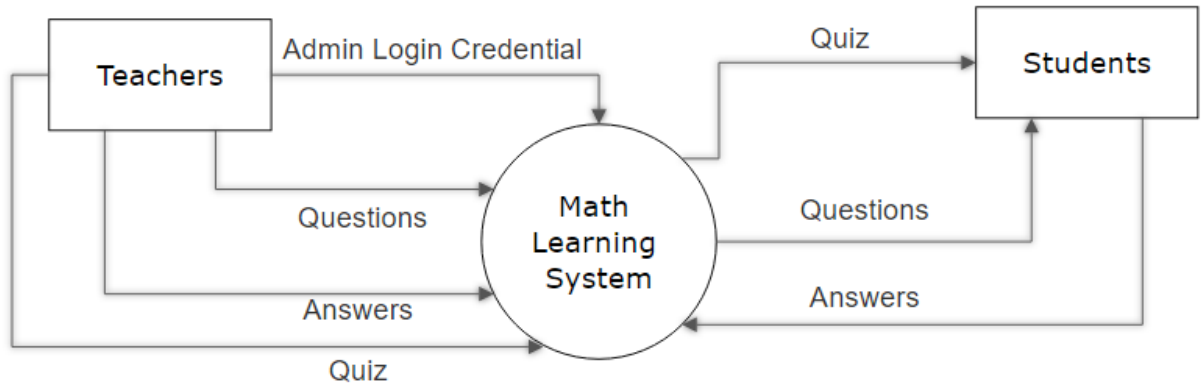 Teachers
Admin Login Credential
Quiz
Students
Math
Learning
System
Questions
Questions
Answers
Answers
Quiz